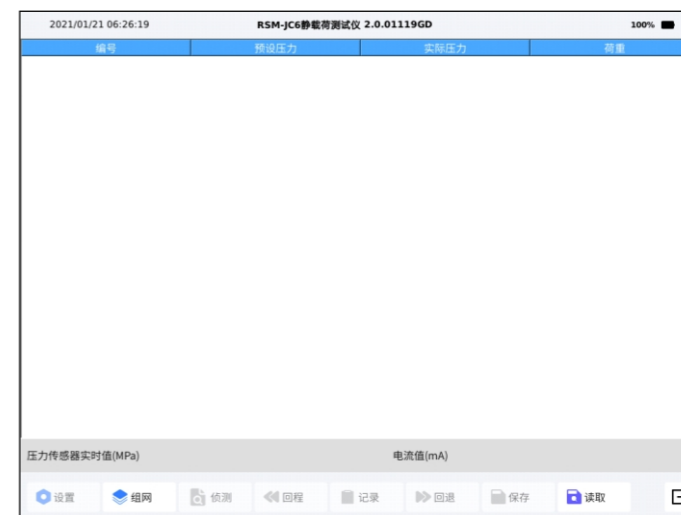 2021/01/21 06:26:19 RSM-JC6静载荷测试仪 2.0.01119GD 100%
编号 预设压力 实际压力 荷重
压力传感器实时值(MPa) 电流值(mA)
设置 组网 侦测 回程 记录 回退 保存 读取